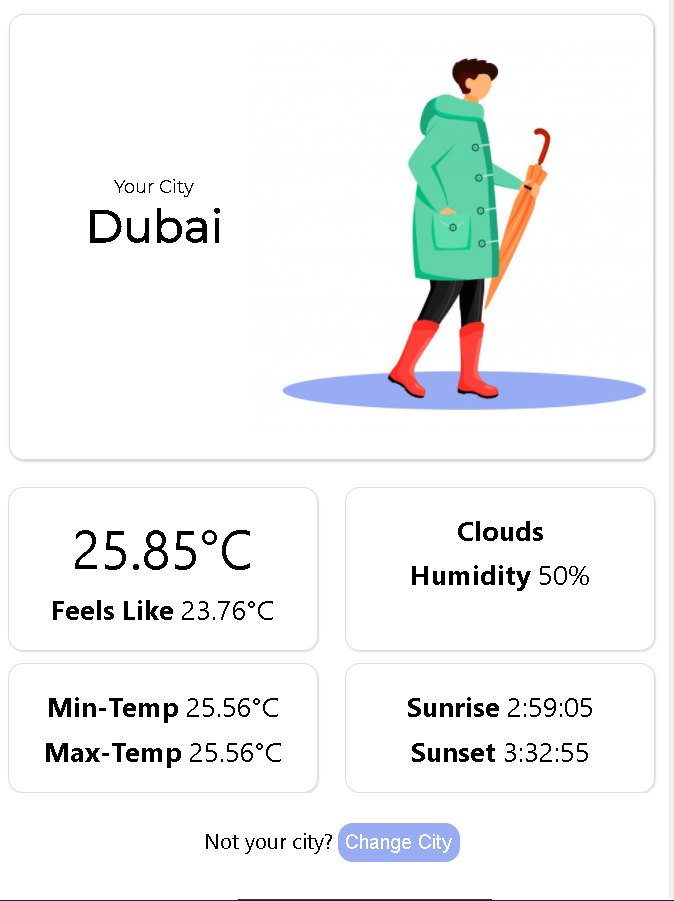 Your City
Dubai
25.85°C
Feels Like 23.76°C
Clouds
Humidity 50%
Min-Temp 25.56°C
Max-Temp 25.56°C
Sunrise 2:59:05
Sunset 3:32:55
Not your city? Change City